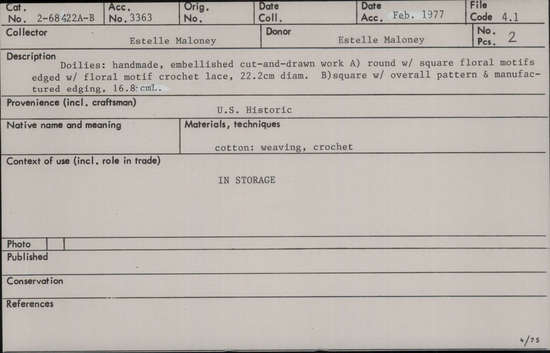 Cat. No. 2-68422A-B Acc. No. 3363 Orig. No. Date Coll. Date Acc. Feb. 1977 File Code 4.1
Collector Estelle Maloney Donor Estelle Maloney No. Pcs. 2
Description
Doilies: handmade, embellished cut-and-drawn work A) round w/ square floral motifs
edged w/ floral motif crochet lace, 22.2cm diam. B)square w/ overall pattern & manufac-
tured edging, 16.8 cmL.
Provenience (incl. craftsman)
U.S. Historic
Native name and meaning Materials, techniques
cotton: weaving, crochet
Context of use (incl. role in trade)
IN STORAGE
Photo
Published
Conservation
References
4/75